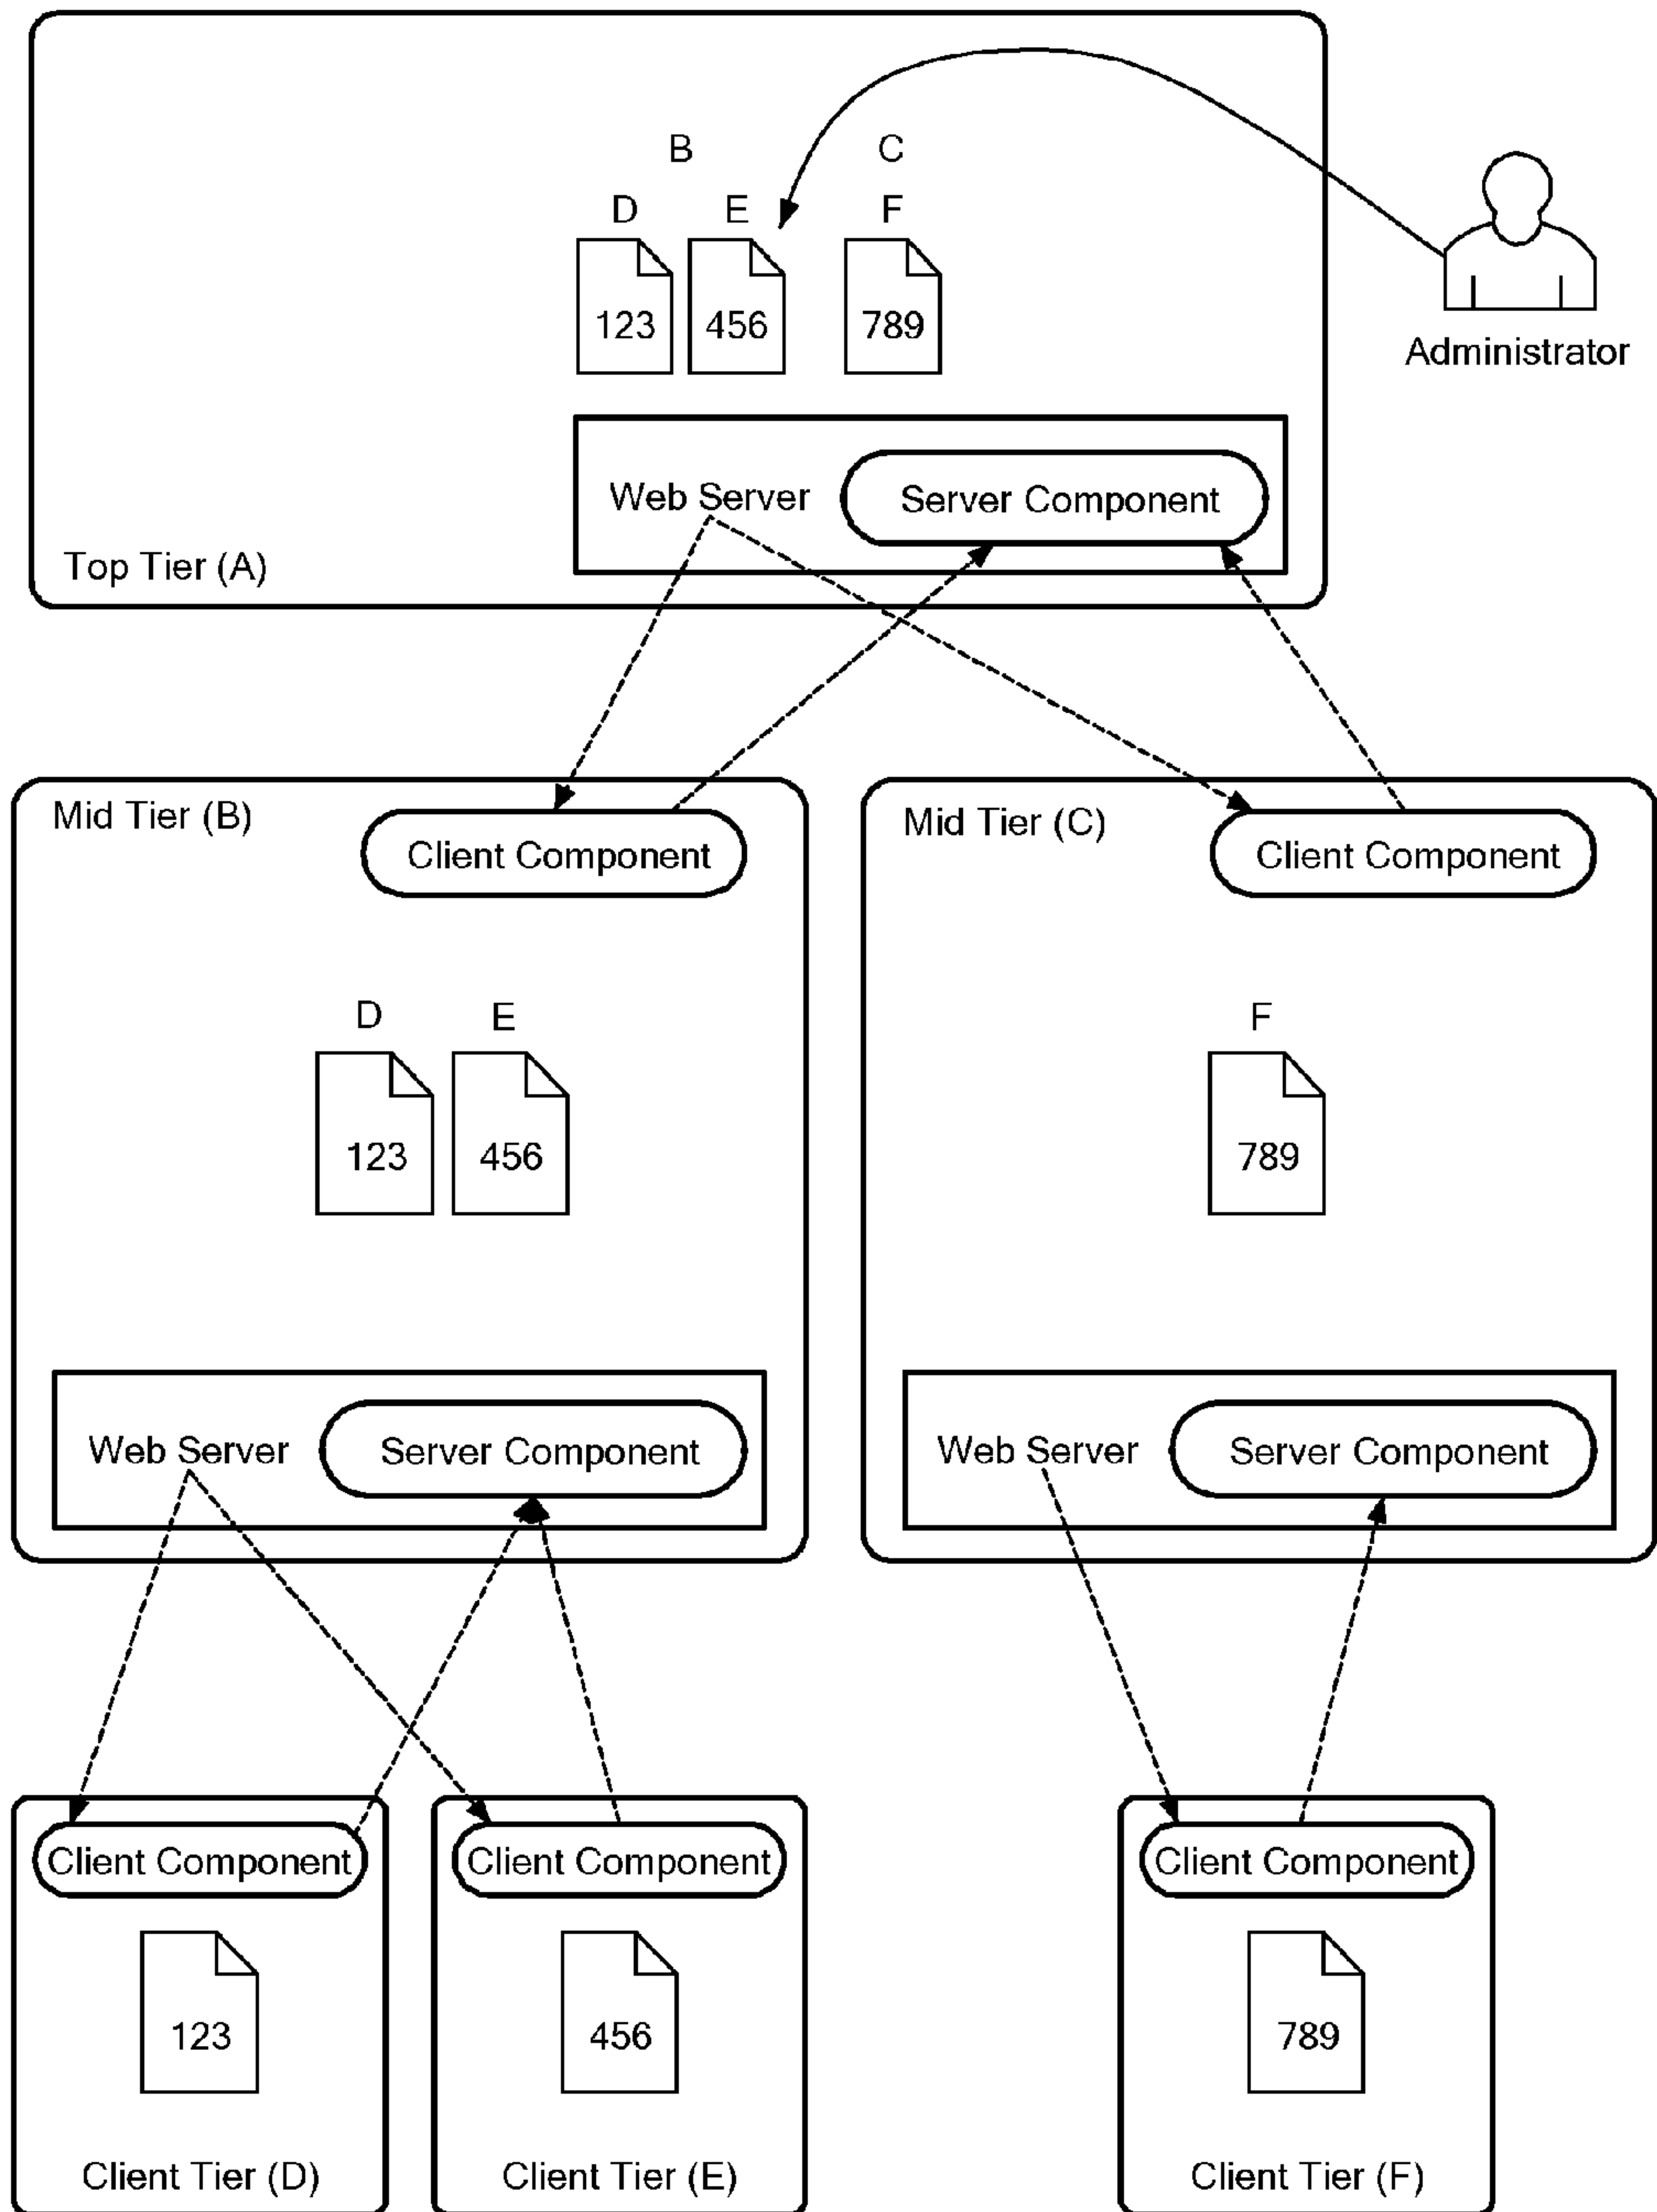 B C
D E F
123 456 789
Administrator
Web Server Server Component
Top Tier (A)
Mid Tier (B)
Client Component
Mid Tier (C)
Client Component
D E
F
123 456
789
Web Server Server Component
Web Server Server Component
Client Component
Client Component
Client Component
123
456
789
Client Tier (D)
Client Tier (E)
Client Tier (F)